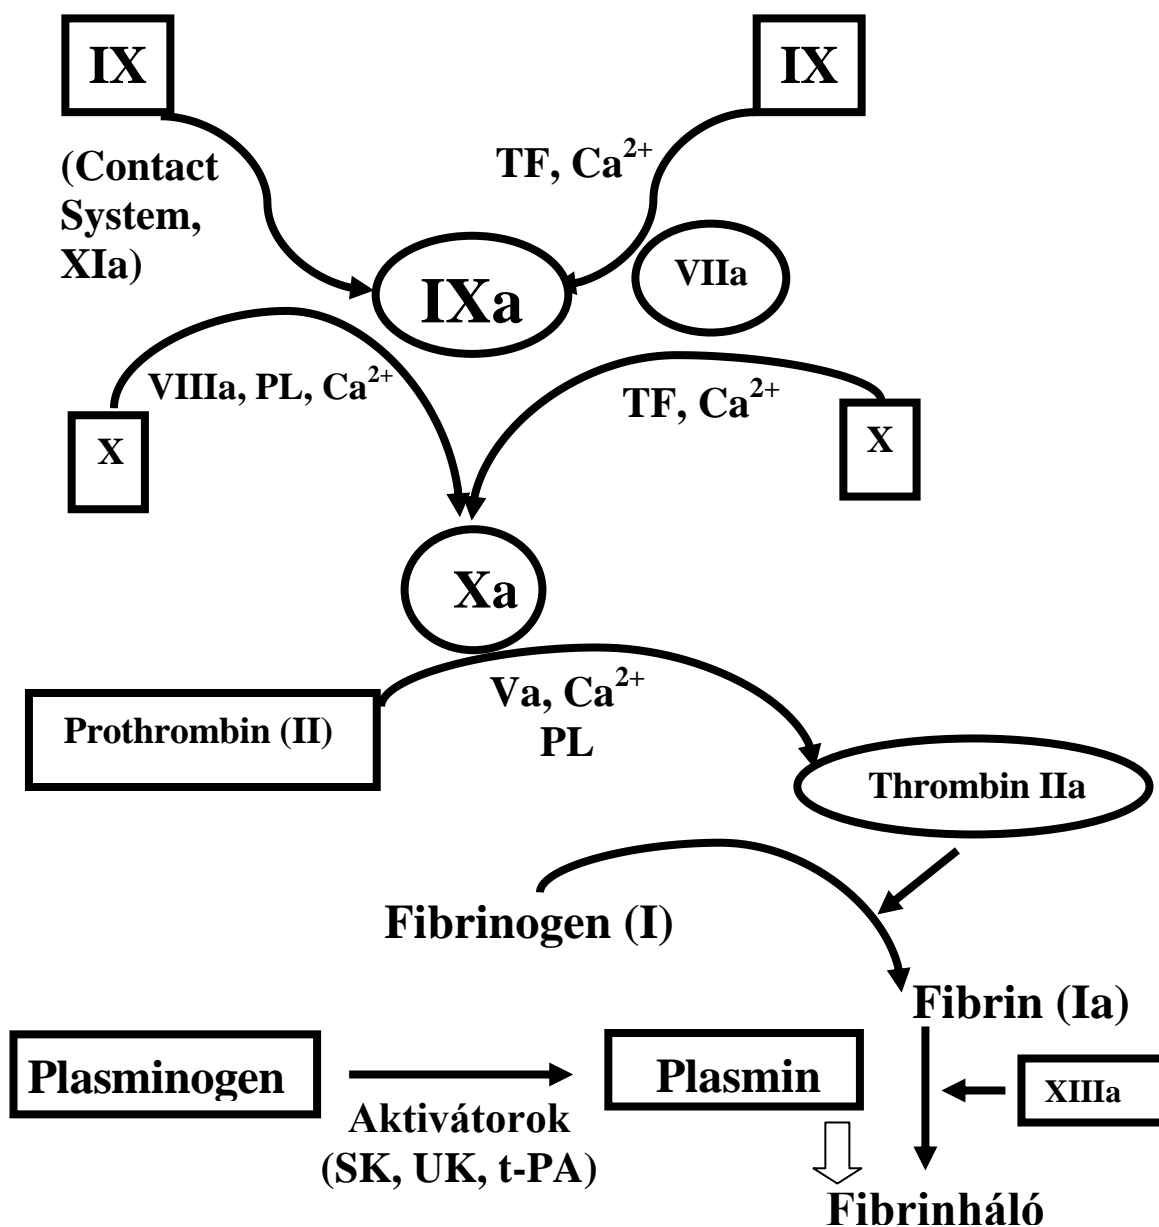 IX
IX
(Contact
System,
XIa)
TF, Ca²⁺
VIIa
IXa
VIIIa, PL, Ca²⁺
TF, Ca²⁺
X
X
Xa
Va, Ca²⁺
PL
Prothrombin (II)
Thrombin IIa
Fibrinogen (I)
Fibrin (Ia)
Plasminogen
Plasmin
XIIIa
Aktivátorok
(SK, UK, t-PA)
Fibrinháló